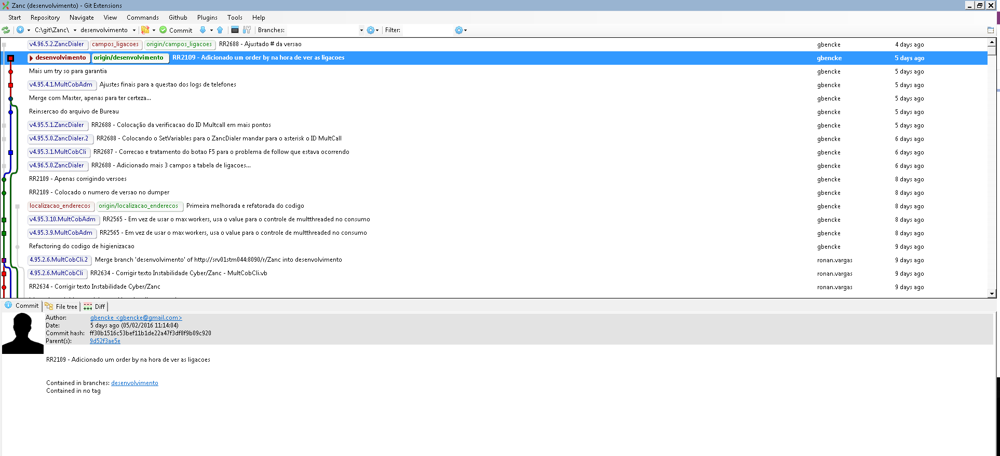 Zanc (desenvolvimento) - Git Extensions
Start Repository Navigate View Commands Github Plugins Tools Help
C:\git\Zanc\ desenvolvimento Commit Branches: Filter:
v4.96.5.2.ZancDialer campos_ligacoes origin/campos_ligacoes RR2688 - Ajustado # da versao gbencke 4 days ago
desenvolvimento origin/desenvolvimento RR2109 - Adicionado um order by na hora de ver as ligacoes gbencke 5 days ago
Mais um try so para garantia gbencke 5 days ago
v4.95.4.1.MultCobAdm Ajustes finais para a questao dos logs de telefones gbencke 5 days ago
Merge com Master, apenas para ter certeza... gbencke 5 days ago
Reinsercao do arquivo de Bureau gbencke 5 days ago
v4.95.5.1.ZancDialer RR2688 - Colocação da verificacao do ID Multcall em mais pontos gbencke 5 days ago
v4.95.5.0.ZancDialer.2 RR2688 - Colocando o SetVariables para o ZancDialer mandar para o asterisk o ID MultCall gbencke 6 days ago
v4.95.3.1.MultCobCli RR2687 - Correcao e tratamento do botao F5 para o problema de follow que estava ocorrendo gbencke 6 days ago
v4.96.5.0.ZancDialer RR2688 - Adicionado mais 3 campos a tabela de ligacoes... gbencke 6 days ago
RR2109 - Apenas corrigindo versoes gbencke 8 days ago
RR2109 - Colocado o numero de versao no dumper gbencke 8 days ago
localizacao_enderecos origin/localizacao_enderecos Primeira melhorada e refatorada do codigo gbencke 8 days ago
v4.95.3.10.MultCobAdm RR2565 - Em vez de usar o max workers, usa o value para o controle de multthreaded no consumo gbencke 8 days ago
v4.95.3.9.MultCobAdm RR2565 - Em vez de usar o max workers, usa o value para o controle de multthreaded no consumo gbencke 8 days ago
Refactoring do codigo de higienizacao gbencke 9 days ago
4.95.2.6.MultCobCli.2 Merge branch 'desenvolvimento' of http://srv01stm044:8090/r/Zanc into desenvolvimento ronan.vargas 9 days ago
4.95.2.6.MultCobCli RR2634 - Corrigir texto Instabilidade Cyber/Zanc - MultCobCli.vb ronan.vargas 9 days ago
RR2634 - Corrigir texto Instabilidade Cyber/Zanc ronan.vargas 9 days ago
Commit File tree Diff
Author: gbencke <gbencke@gmail.com>
Date: 5 days ago (05/02/2016 11:14:04)
Commit hash: ff30b1516c53bef11b1de22a47f3df8f9b09c920
Parent(s): 9d52f3ae5e
RR2109 - Adicionado um order by na hora de ver as ligacoes
Contained in branches: desenvolvimento
Contained in no tag